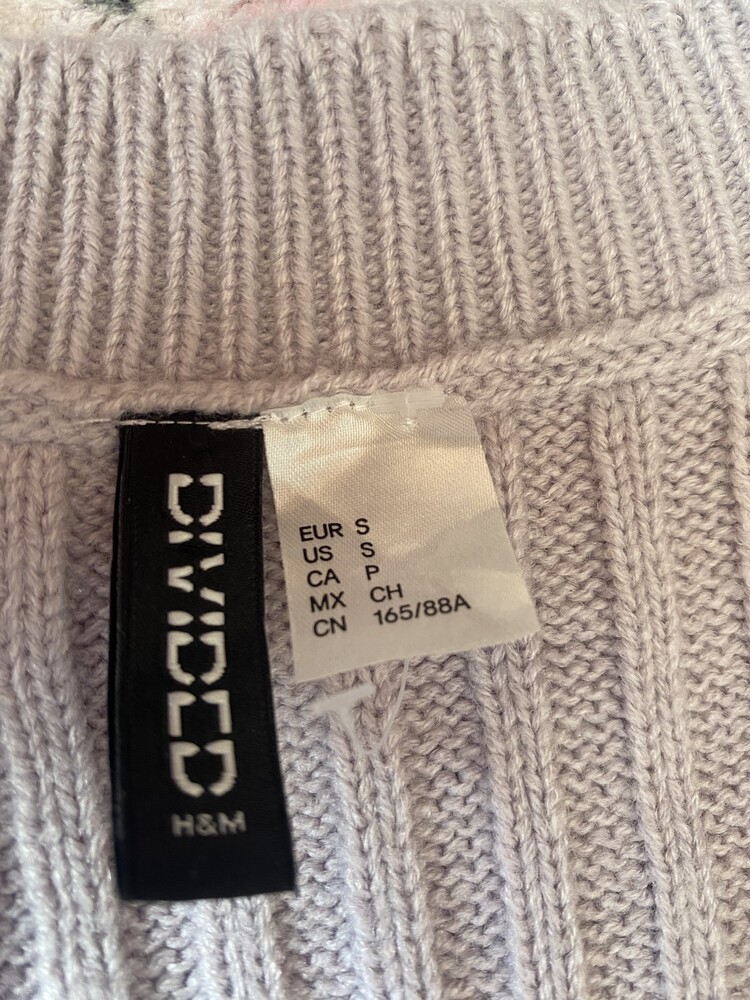 DIVIDED
H&M
EUR S
US S
CA P
MX CH
CN 165/88A